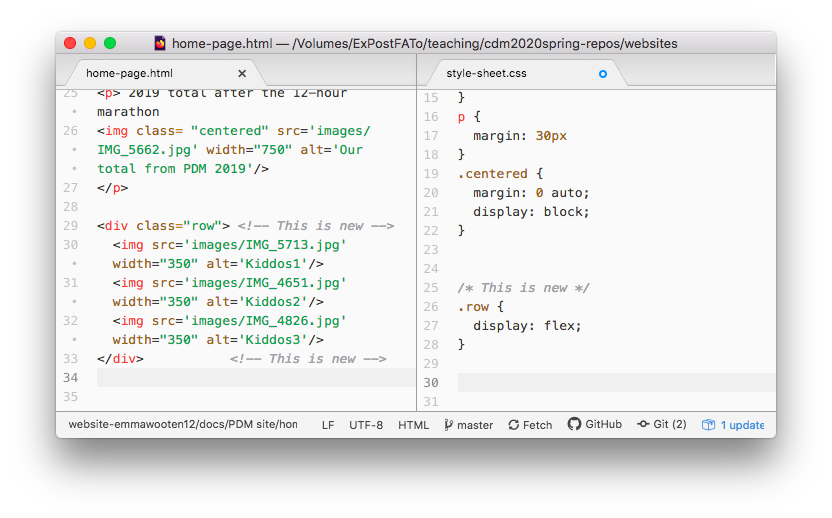 home-page.html — /Volumes/ExPostFATo/teaching/cdm2020spring-repos/websites
home-page.html ×
25 <p> 2019 total after the 12-hour
• marathon
26 <img class= "centered" src='images/
• IMG_5662.jpg' width="750" alt='Our
• total from PDM 2019'/>
27 </p>
28
29 <div class="row"> <!-- This is new -->
30   <img src='images/IMG_5713.jpg'
•   width="350" alt='Kiddos1'/>
31   <img src='images/IMG_4651.jpg'
•   width="350" alt='Kiddos2'/>
32   <img src='images/IMG_4826.jpg'
•   width="350" alt='Kiddos3'/>
33 </div>           <!-- This is new -->
34
35
style-sheet.css
15 }
16 p {
17   margin: 30px
18 }
19 .centered {
20   margin: 0 auto;
21   display: block;
22 }
23
24
25 /* This is new */
26 .row {
27   display: flex;
28 }
29
30
31
website-emmawooten12/docs/PDM site/hom LF UTF-8 HTML master Fetch GitHub Git (2) 1 update